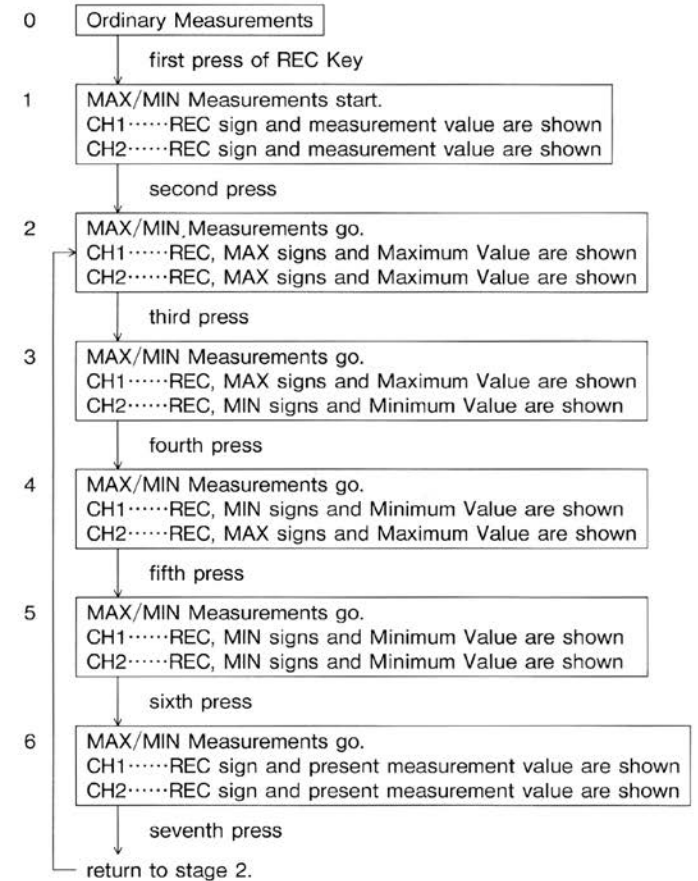 0 Ordinary Measurements
first press of REC Key
1 MAX/MIN Measurements start.
CH1······REC sign and measurement value are shown
CH2······REC sign and measurement value are shown
second press
2 MAX/MIN Measurements go.
CH1······REC, MAX signs and Maximum Value are shown
CH2······REC, MAX signs and Maximum Value are shown
third press
3 MAX/MIN Measurements go.
CH1······REC, MAX signs and Maximum Value are shown
CH2······REC, MIN signs and Minimum Value are shown
fourth press
4 MAX/MIN Measurements go.
CH1······REC, MIN signs and Minimum Value are shown
CH2······REC, MAX signs and Maximum Value are shown
fifth press
5 MAX/MIN Measurements go.
CH1······REC, MIN signs and Minimum Value are shown
CH2······REC, MIN signs and Minimum Value are shown
sixth press
6 MAX/MIN Measurements go.
CH1······REC sign and present measurement value are shown
CH2······REC sign and present measurement value are shown
seventh press
return to stage 2.